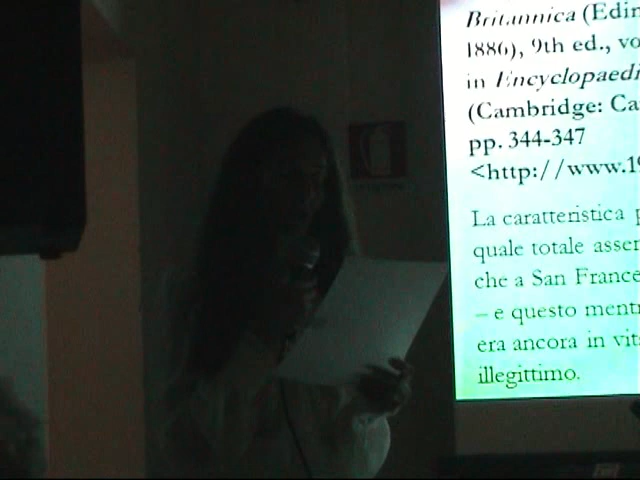 Britannica (Edin
1886), 9th ed., vo
in Encyclopaedi
(Cambridge: Ca
pp. 344-347
<http://www.19
La caratteristica p
quale totale asser
che a San France
– e questo mentr
era ancora in vit
illegittimo.